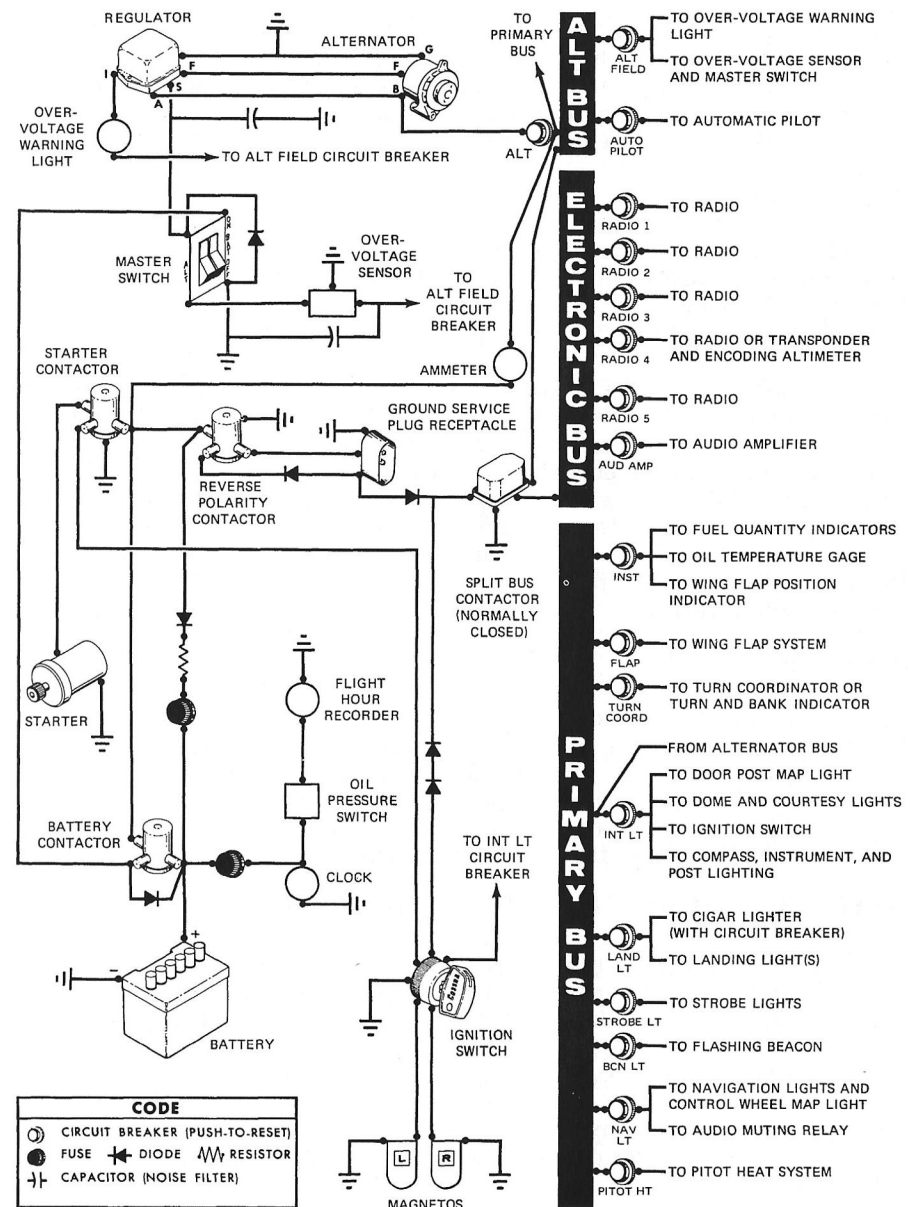 REGULATOR
ALTERNATOR
G
I
F
S
A
F
B
OVER-
VOLTAGE
WARNING
LIGHT
TO ALT FIELD CIRCUIT BREAKER
TO
PRIMARY
BUS
ALT
ALT BUS
ALT
FIELD
TO OVER-VOLTAGE WARNING
LIGHT
TO OVER-VOLTAGE SENSOR
AND MASTER SWITCH
AUTO
PILOT
TO AUTOMATIC PILOT
MASTER
SWITCH
ALT
OVER-
VOLTAGE
SENSOR
TO
ALT FIELD
CIRCUIT
BREAKER
AMMETER
ELECTRONIC BUS
RADIO 1
TO RADIO
RADIO 2
TO RADIO
RADIO 3
TO RADIO
RADIO 4
TO RADIO OR TRANSPONDER
AND ENCODING ALTIMETER
RADIO 5
TO RADIO
AUD AMP
TO AUDIO AMPLIFIER
STARTER
CONTACTOR
REVERSE
POLARITY
CONTACTOR
GROUND SERVICE
PLUG RECEPTACLE
SPLIT BUS
CONTACTOR
(NORMALLY
CLOSED)
STARTER
FLIGHT
HOUR
RECORDER
OIL
PRESSURE
SWITCH
CLOCK
BATTERY
CONTACTOR
+
-
BATTERY
TO INT LT
CIRCUIT
BREAKER
Cessna
IGNITION
SWITCH
L
R
MAGNETOS
PRIMARY BUS
INST
TO FUEL QUANTITY INDICATORS
TO OIL TEMPERATURE GAGE
TO WING FLAP POSITION
INDICATOR
FLAP
TO WING FLAP SYSTEM
TURN
COORD
TO TURN COORDINATOR OR
TURN AND BANK INDICATOR
INT LT
FROM ALTERNATOR BUS
TO DOOR POST MAP LIGHT
TO DOME AND COURTESY LIGHTS
TO IGNITION SWITCH
TO COMPASS, INSTRUMENT, AND
POST LIGHTING
LAND
LT
TO CIGAR LIGHTER
(WITH CIRCUIT BREAKER)
TO LANDING LIGHT(S)
STROBE LT
TO STROBE LIGHTS
BCN LT
TO FLASHING BEACON
NAV
LT
TO NAVIGATION LIGHTS AND
CONTROL WHEEL MAP LIGHT
TO AUDIO MUTING RELAY
PITOT HT
TO PITOT HEAT SYSTEM
CODE
CIRCUIT BREAKER (PUSH-TO-RESET)
FUSE DIODE RESISTOR
CAPACITOR (NOISE FILTER)